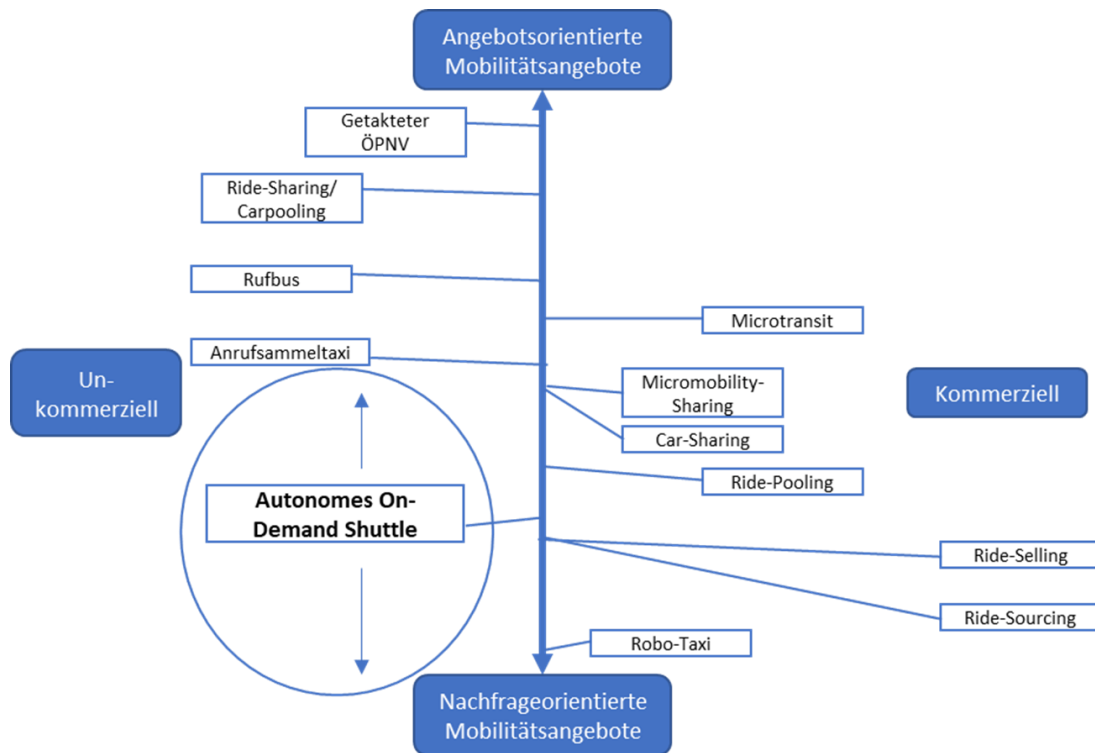 Angebotsorientierte
Mobilitätsangebote
Getakteter
ÖPNV
Ride-Sharing/
Carpooling
Rufbus
Microtransit
Anrufsammeltaxi
Un-
kommerziell
Micromobility-
Sharing
Kommerziell
Car-Sharing
Ride-Pooling
Autonomes On-
Demand Shuttle
Ride-Selling
Ride-Sourcing
Robo-Taxi
Nachfrageorientierte
Mobilitätsangebote